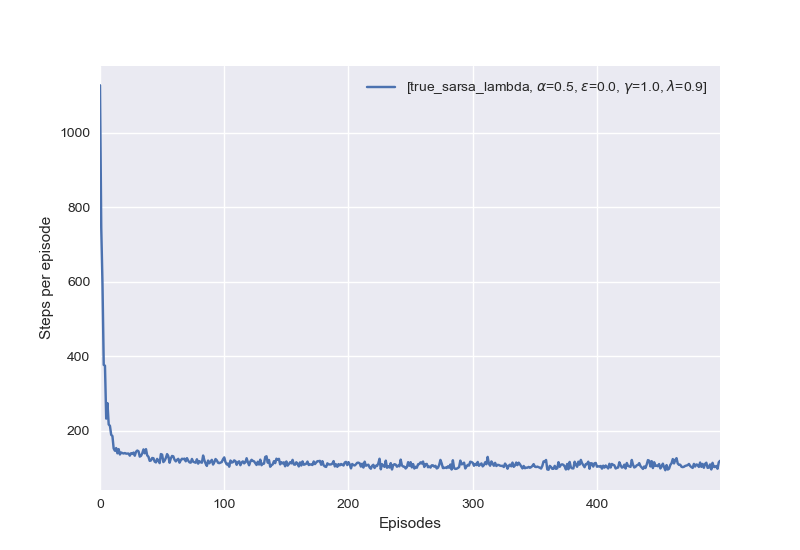 [true_sarsa_lambda, α=0.5, ε=0.0, γ=1.0, λ=0.9]
1000
800
600
400
200
Steps per episode
0 100 200 300 400
Episodes